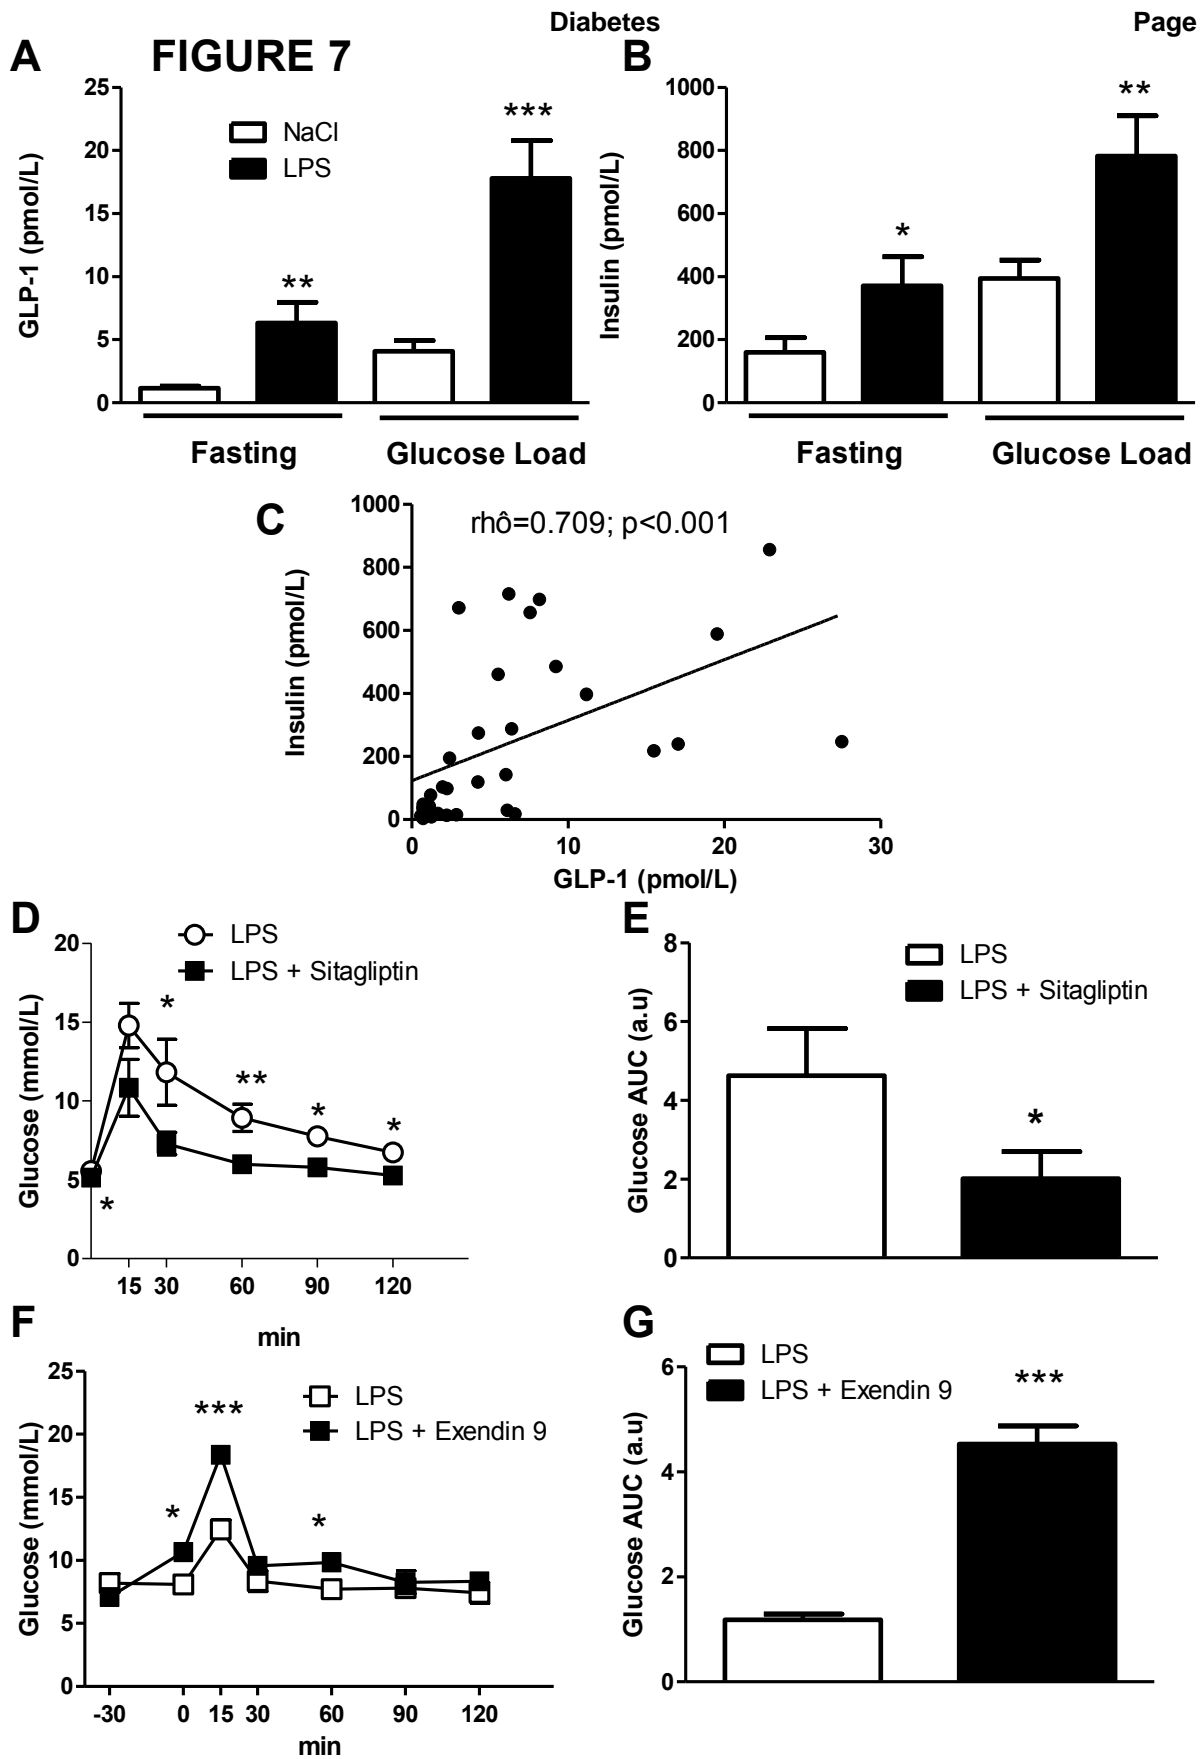 Diabetes
Page
A
FIGURE 7
25
20
15
10
5
0
GLP-1 (pmol/L)
NaCl
LPS
**
***
Fasting
Glucose Load
B
1000
800
600
400
200
0
Insulin (pmol/L)
*
**
Fasting
Glucose Load
C
1000
800
600
400
200
0
Insulin (pmol/L)
rhô=0.709; p<0.001
0
10
20
30
GLP-1 (pmol/L)
D
20
15
10
5
0
Glucose (mmol/L)
LPS
LPS + Sitagliptin
*
*
**
*
*
15
30
60
90
120
min
E
8
6
4
2
0
Glucose AUC (a.u)
LPS
LPS + Sitagliptin
*
F
25
20
15
10
5
0
Glucose (mmol/L)
LPS
LPS + Exendin 9
*
***
*
-30
0
15
30
60
90
120
min
G
6
4
2
0
Glucose AUC (a.u)
LPS
LPS + Exendin 9
***